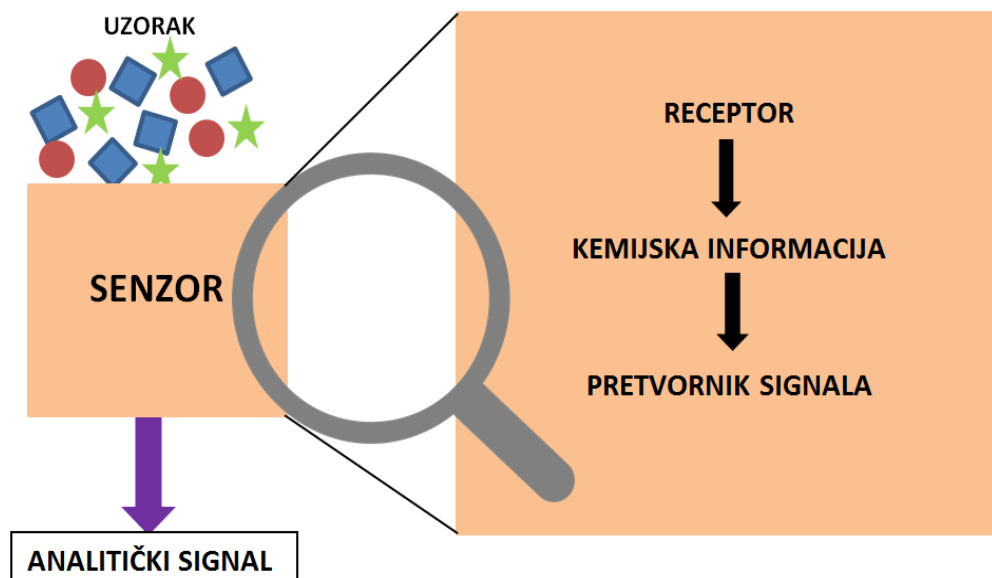 UZORAK
SENZOR
ANALITIČKI SIGNAL
RECEPTOR
KEMIJSKA INFORMACIJA
PRETVORNIK SIGNALA